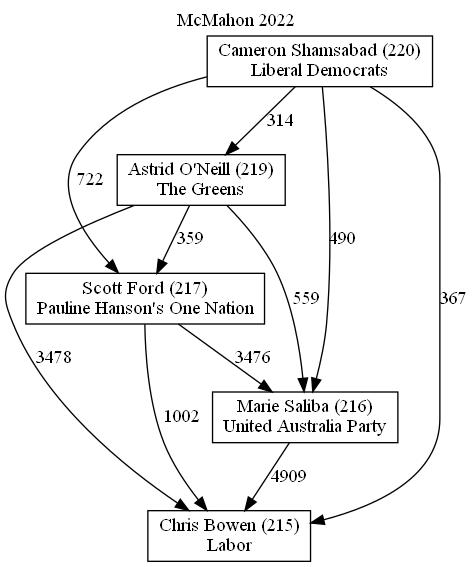 McMahon 2022
Cameron Shamsabad (220)
Liberal Democrats
314
Astrid O'Neill (219)
The Greens
722
359
490
Scott Ford (217)
Pauline Hanson's One Nation
559
367
3478
3476
Marie Saliba (216)
United Australia Party
1002
4909
Chris Bowen (215)
Labor